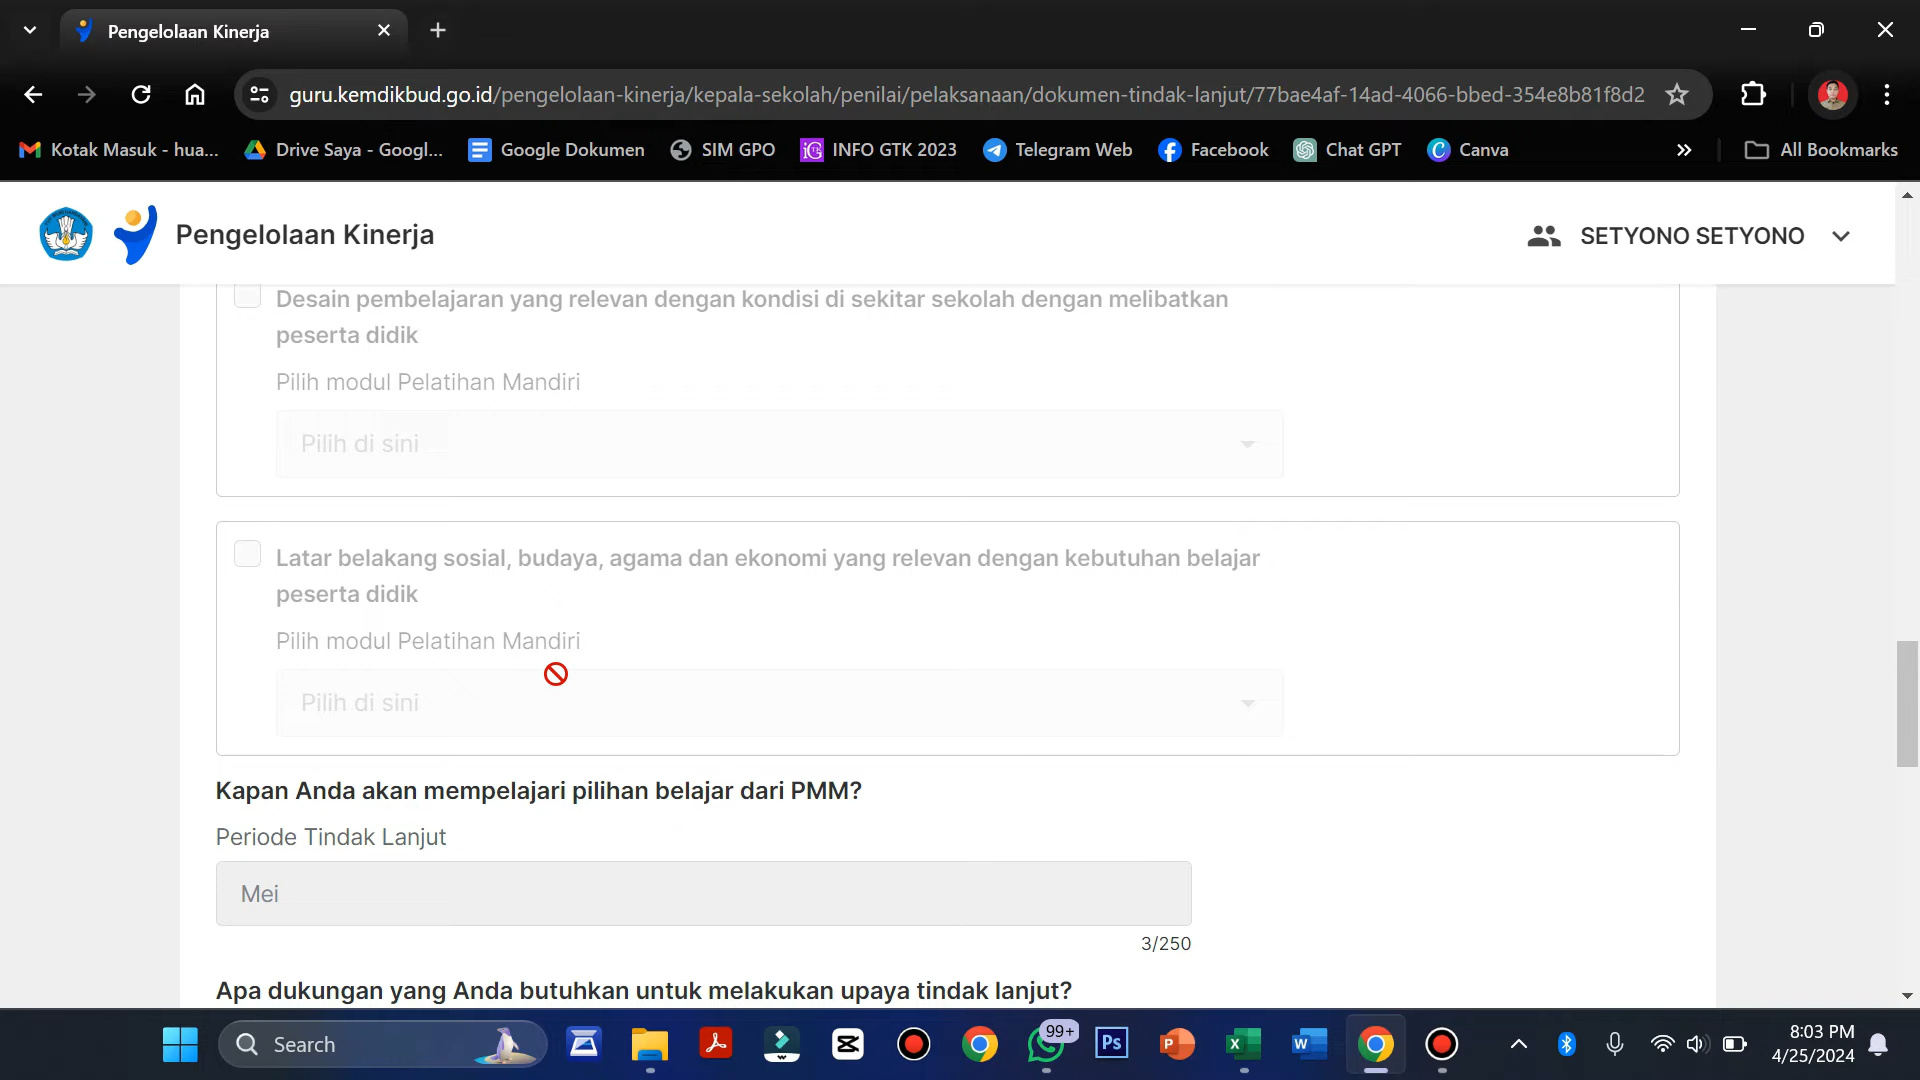 Pengelolaan Kinerja
guru.kemdikbud.go.id/pengelolaan-kinerja/kepala-sekolah/penilai/pelaksanaan/dokumen-tindak-lanjut/77bae4af-14ad-4066-bbed-354e8b81f8d2
Kotak Masuk - hua... Drive Saya - Googl... Google Dokumen SIM GPO INFO GTK 2023 Telegram Web Facebook Chat GPT Canva » All Bookmarks
Pengelolaan Kinerja SETYONO SETYONO
Desain pembelajaran yang relevan dengan kondisi di sekitar sekolah dengan melibatkan
peserta didik
Pilih modul Pelatihan Mandiri
Pilih di sini
Latar belakang sosial, budaya, agama dan ekonomi yang relevan dengan kebutuhan belajar
peserta didik
Pilih modul Pelatihan Mandiri
Pilih di sini
Kapan Anda akan mempelajari pilihan belajar dari PMM?
Periode Tindak Lanjut
Mei
3/250
Apa dukungan yang Anda butuhkan untuk melakukan upaya tindak lanjut?
Search 99+ Ps 8:03 PM
4/25/2024